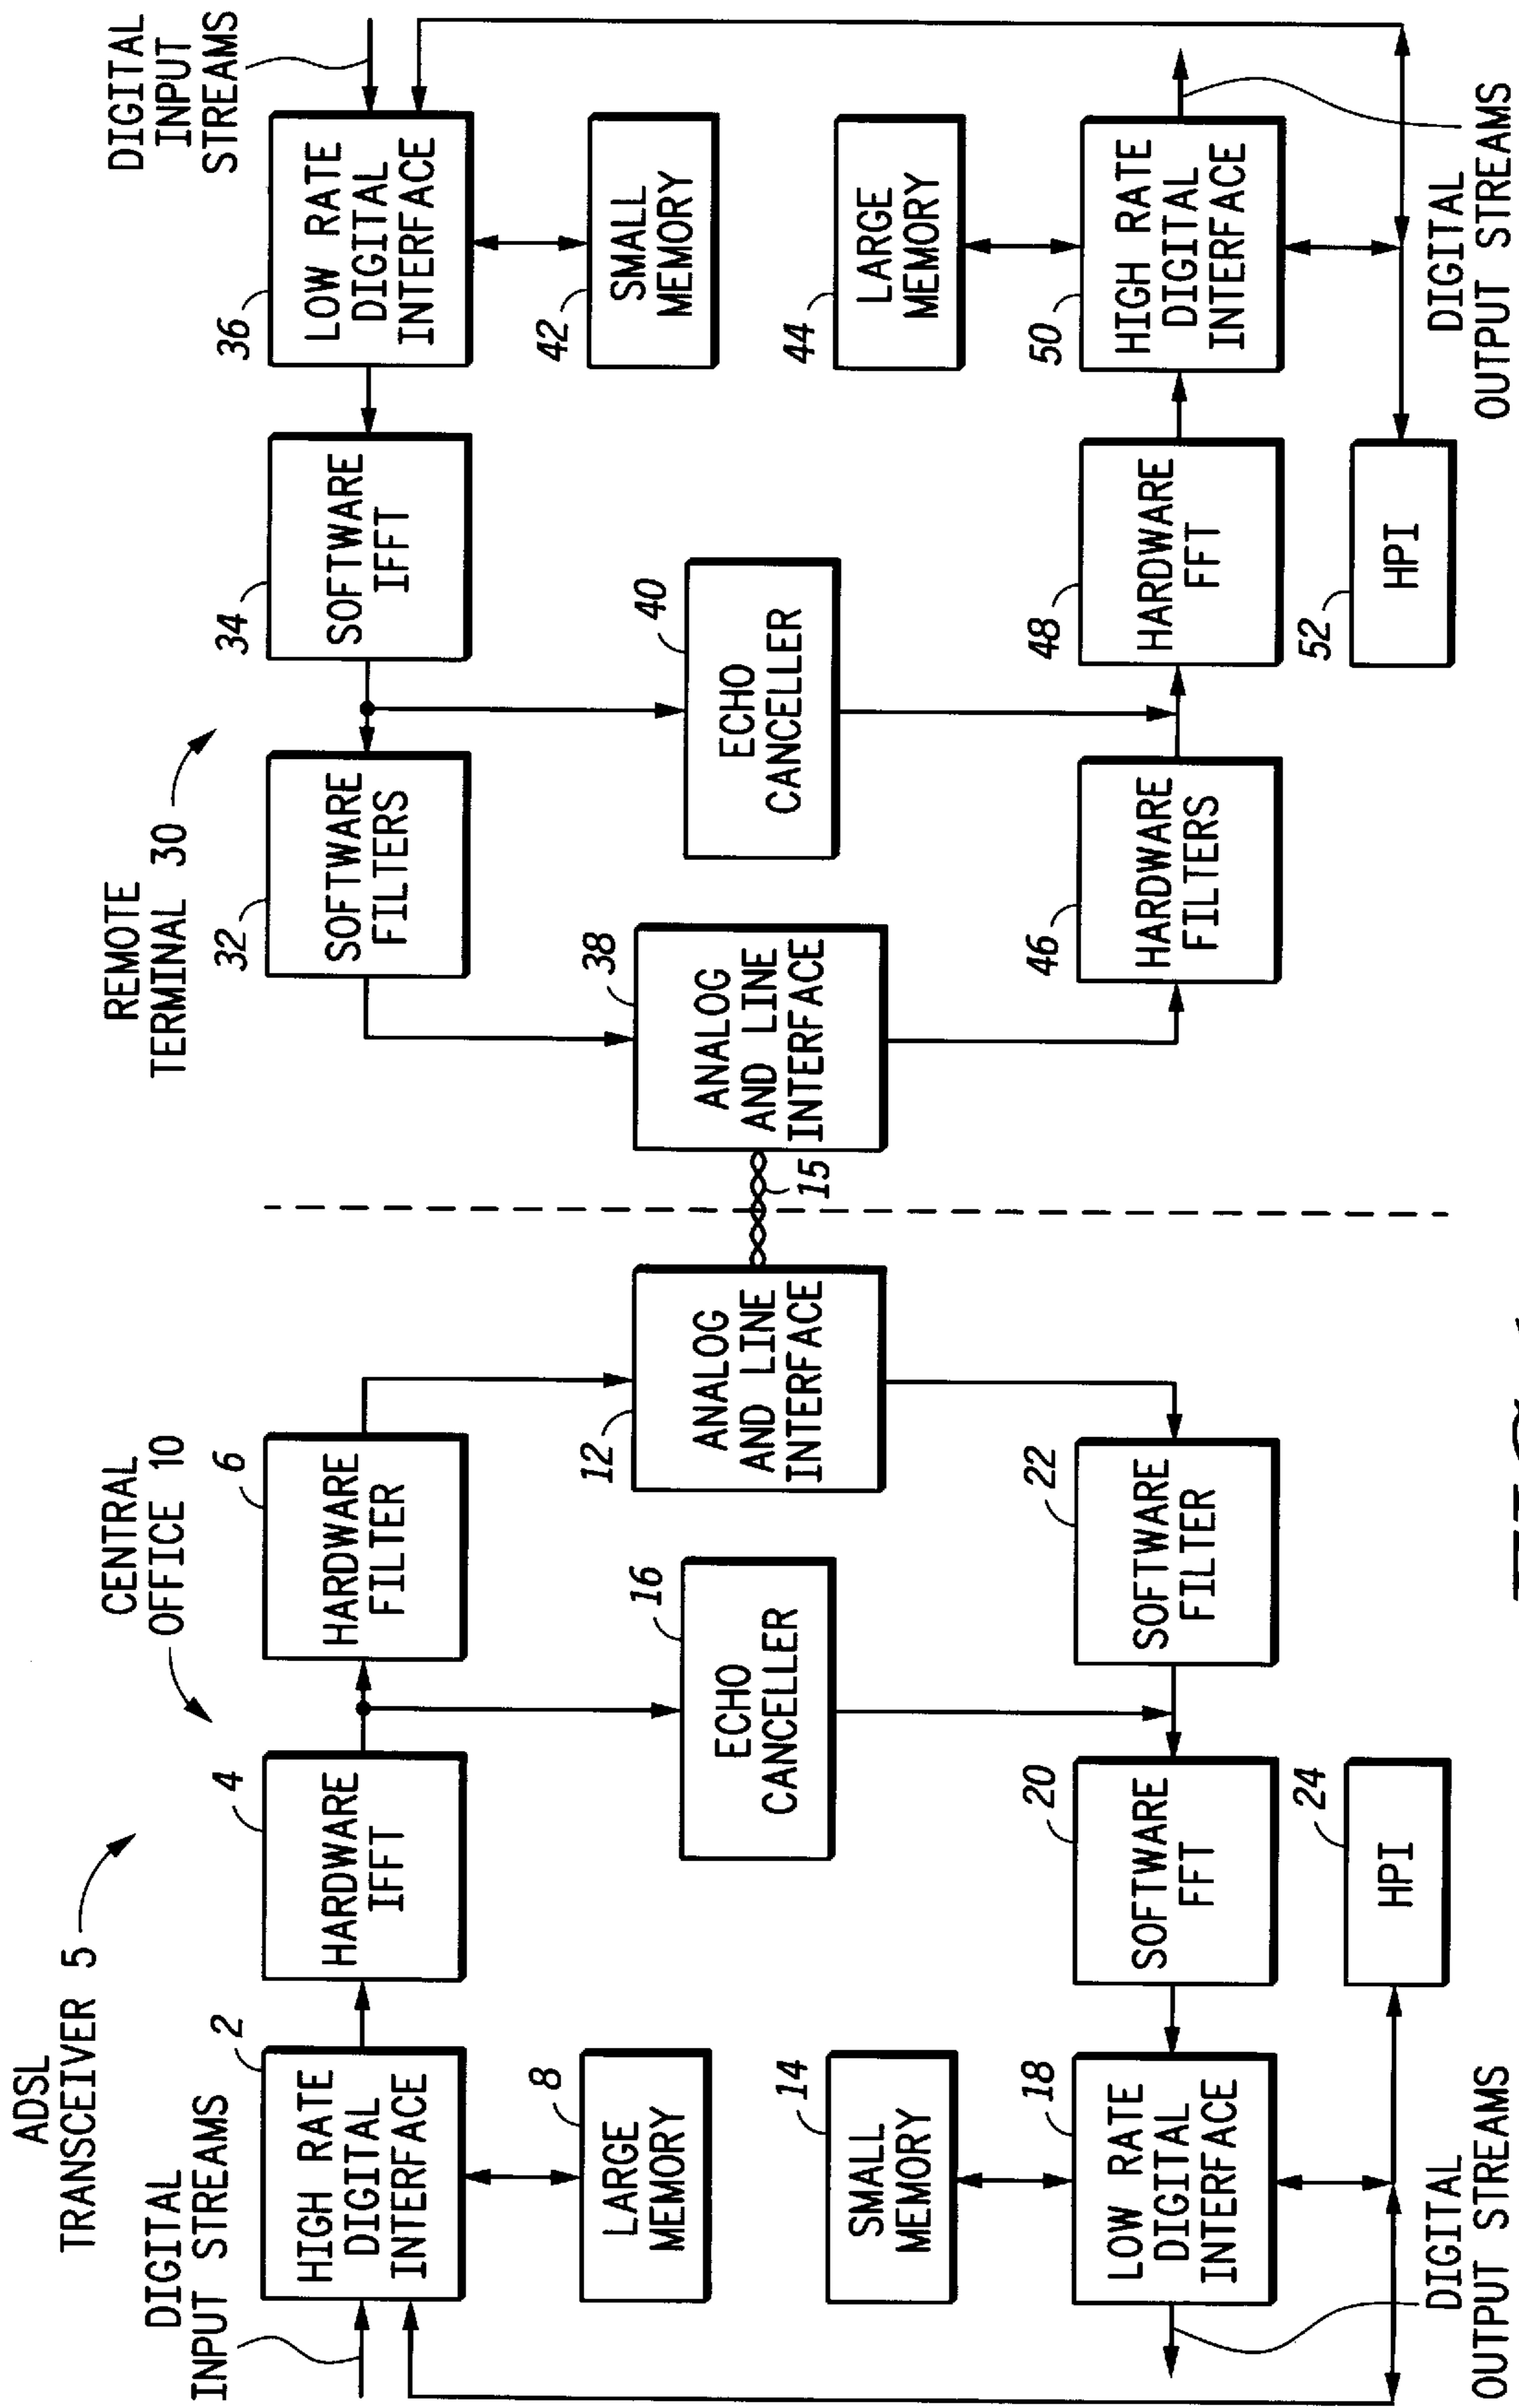 ADSL
TRANSCEIVER 5
CENTRAL
OFFICE 10
REMOTE
TERMINAL 30
DIGITAL
INPUT STREAMS
2
HIGH RATE
DIGITAL
INTERFACE
4
HARDWARE
IFFT
6
HARDWARE
FILTER
32
SOFTWARE
FILTERS
34
SOFTWARE
IFFT
36
LOW RATE
DIGITAL
INTERFACE
DIGITAL
INPUT
STREAMS
8
LARGE
MEMORY
16
ECHO
CANCELLER
12
ANALOG
AND LINE
INTERFACE
15
38
ANALOG
AND LINE
INTERFACE
40
ECHO
CANCELLER
42
SMALL
MEMORY
14
SMALL
MEMORY
44
LARGE
MEMORY
18
LOW RATE
DIGITAL
INTERFACE
20
SOFTWARE
FFT
22
SOFTWARE
FILTER
46
HARDWARE
FILTERS
48
HARDWARE
FFT
50
HIGH RATE
DIGITAL
INTERFACE
24
HPI
52
HPI
DIGITAL
OUTPUT STREAMS
DIGITAL
OUTPUT STREAMS